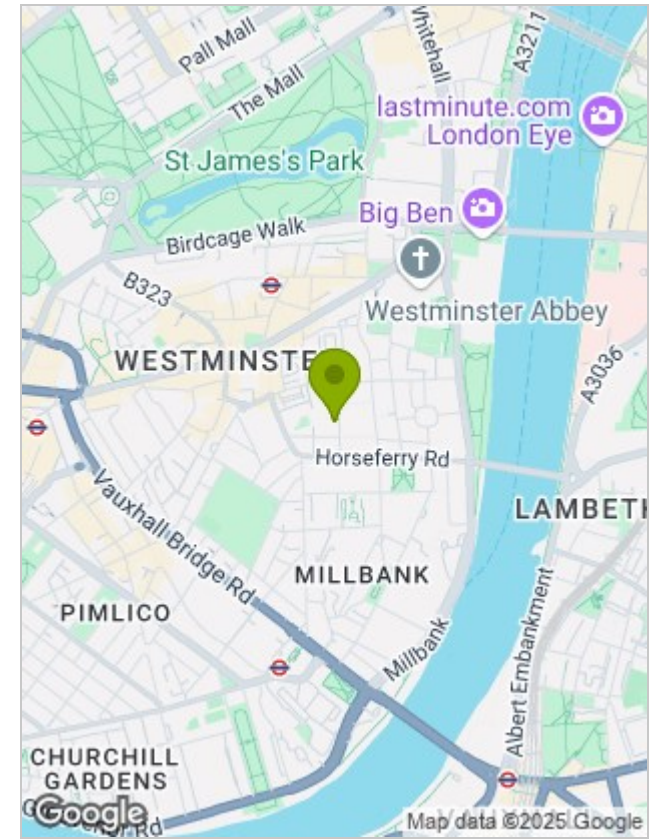 Pall Mall
Whitehall
A3211
The Mall
lastminute.com
London Eye
St James's Park
Big Ben
Birdcage Walk
B323
Westminster Abbey
WESTMINSTE
A3036
Horseferry Rd
Vauxhall Bridge Rd
LAMBETH
MILLBANK
PIMLICO
Millbank
Albert Embankment
CHURCHILL
GARDENS
Google
Rd
Map data ©2025 Google